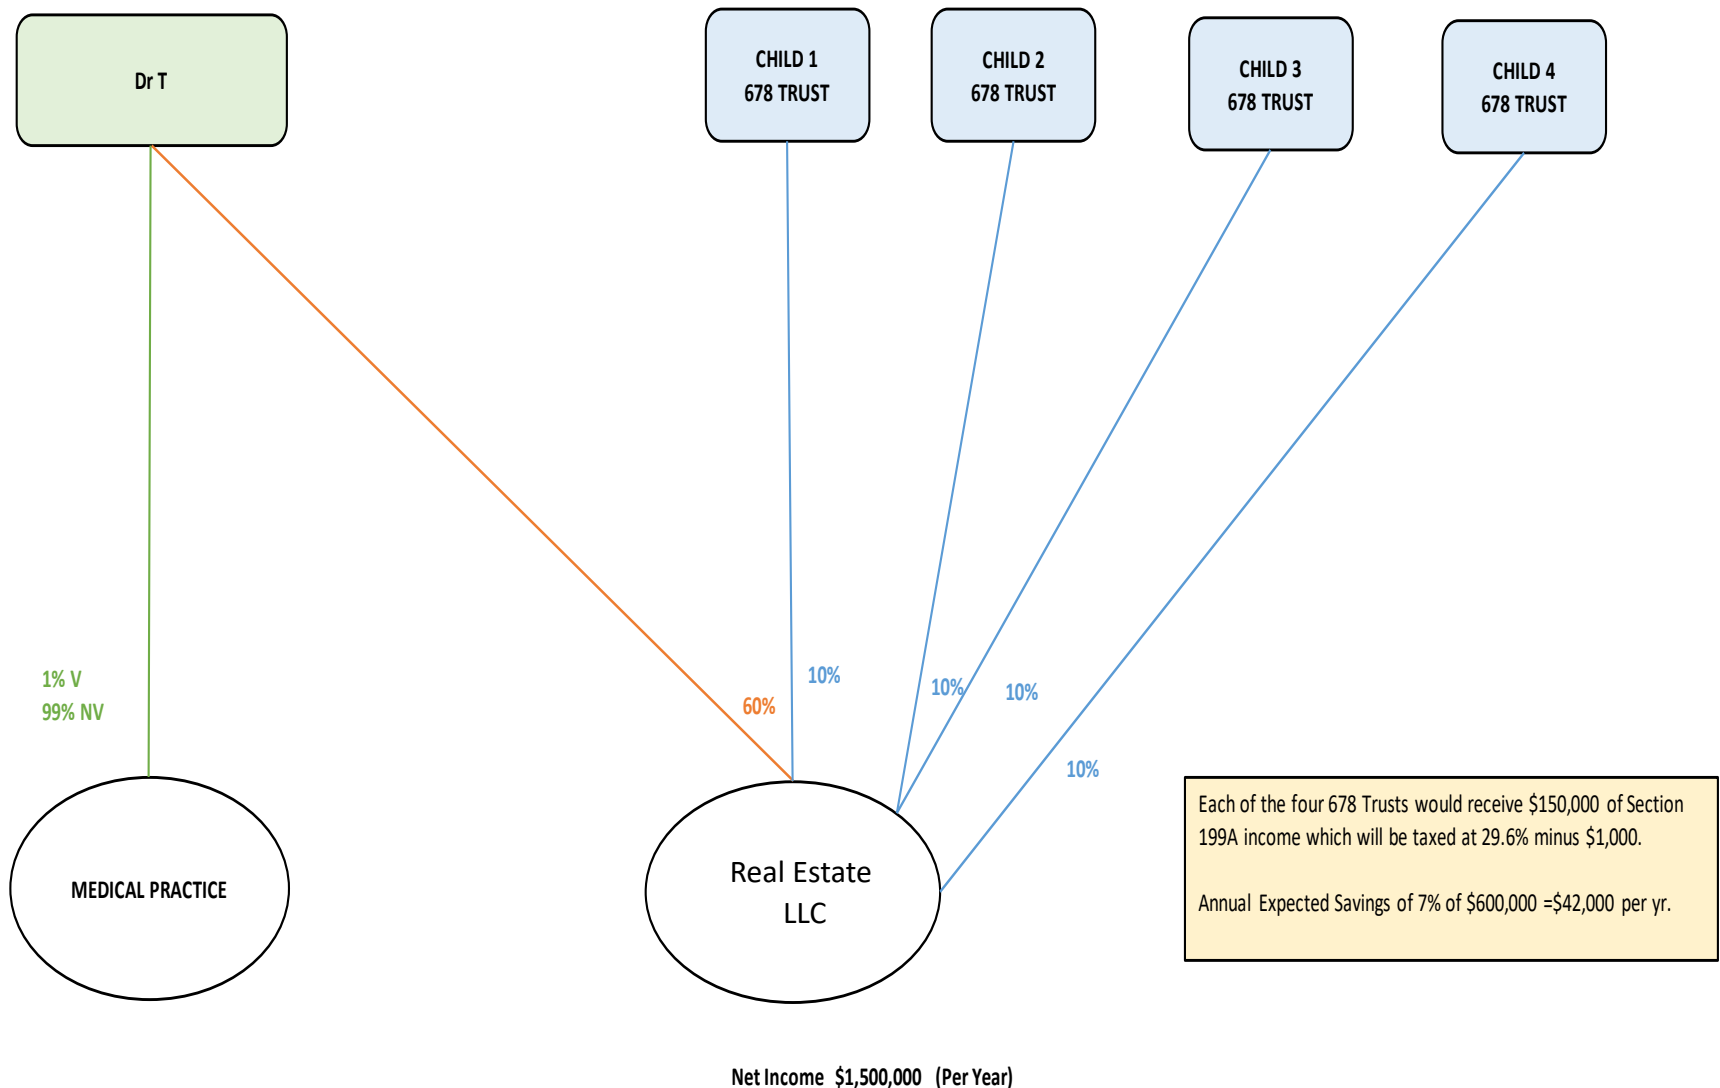 Dr T
CHILD 1
678 TRUST
CHILD 2
678 TRUST
CHILD 3
678 TRUST
CHILD 4
678 TRUST
1% V
99% NV
60%
10%
10%
10%
10%
MEDICAL PRACTICE
Real Estate
LLC
Each of the four 678 Trusts would receive $150,000 of Section
199A income which will be taxed at 29.6% minus $1,000.
Annual Expected Savings of 7% of $600,000 =$42,000 per yr.
Net Income $1,500,000 (Per Year)